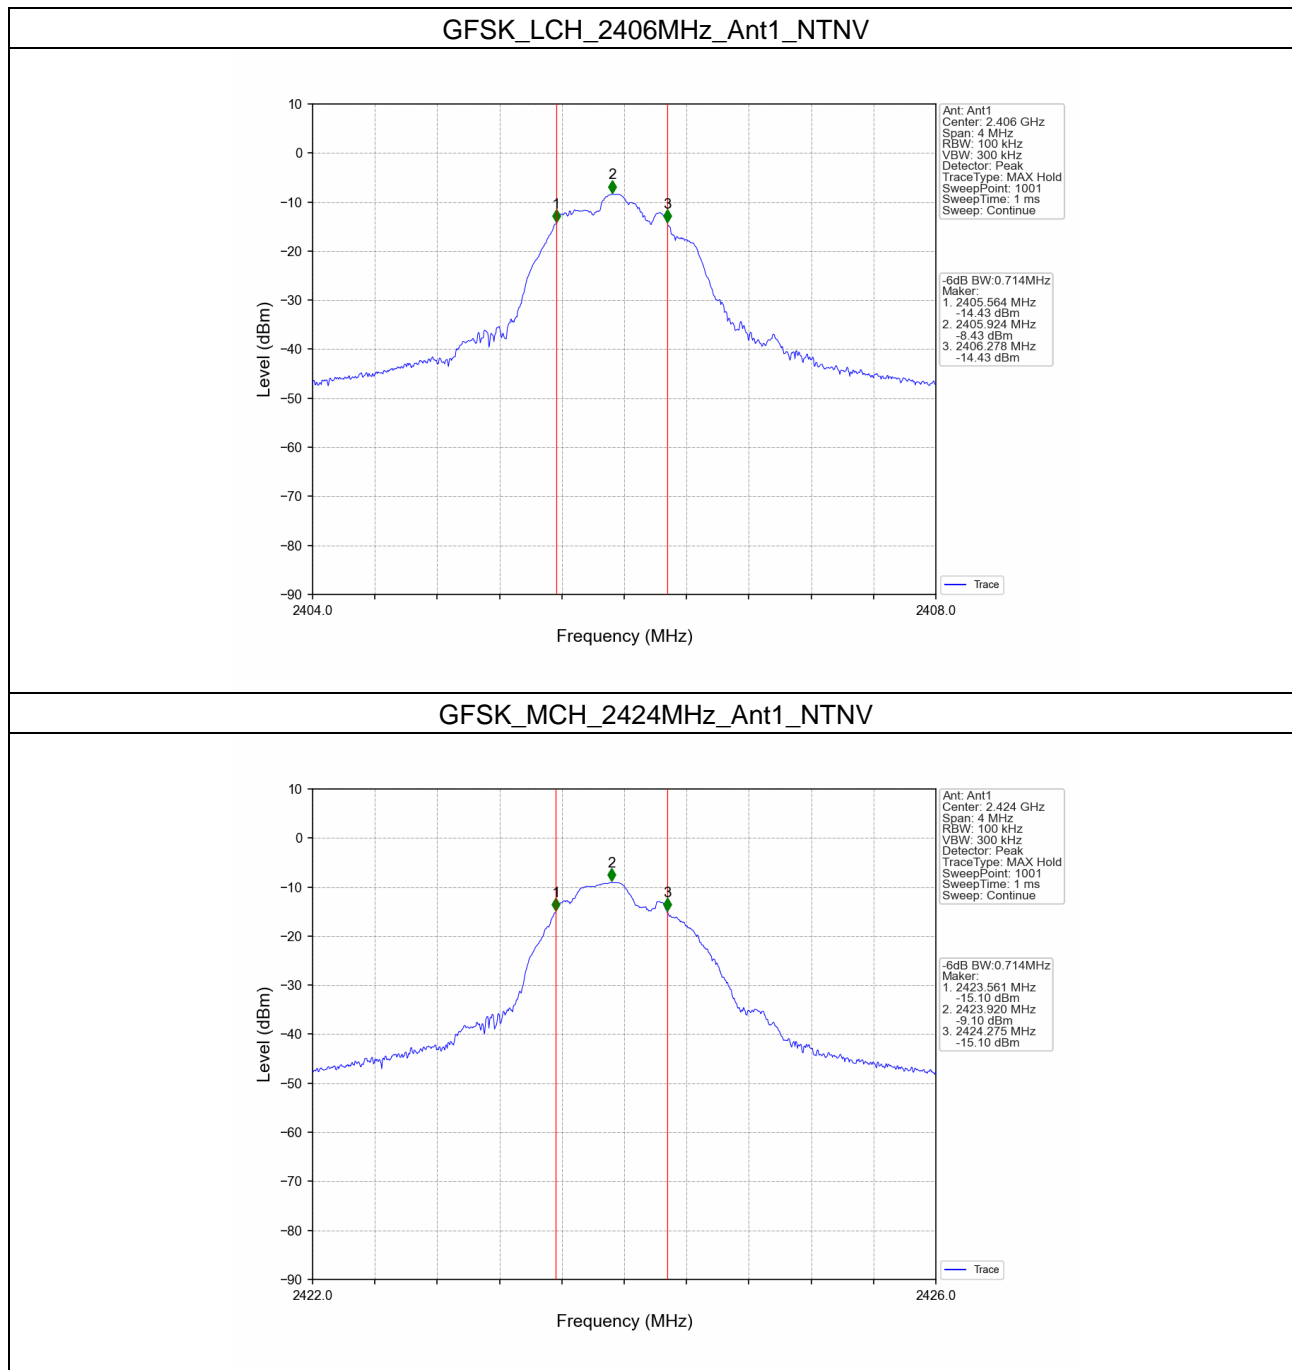 GFSK_LCH_2406MHz_Ant1_NTNV
10
0
−10
−20
−30
−40
−50
−60
−70
−80
−90
Level (dBm)
2404.0
2408.0
Frequency (MHz)
1
2
3
Ant: Ant1
Center: 2.406 GHz
Span: 4 MHz
RBW: 100 kHz
VBW: 300 kHz
Detector: Peak
TraceType: MAX Hold
SweepPoint: 1001
SweepTime: 1 ms
Sweep: Continue
-6dB BW:0.714MHz
Maker:
1. 2405.564 MHz
-14.43 dBm
2. 2405.924 MHz
-8.43 dBm
3. 2406.278 MHz
-14.43 dBm
Trace
GFSK_MCH_2424MHz_Ant1_NTNV
10
0
−10
−20
−30
−40
−50
−60
−70
−80
−90
Level (dBm)
2422.0
2426.0
Frequency (MHz)
1
2
3
Ant: Ant1
Center: 2.424 GHz
Span: 4 MHz
RBW: 100 kHz
VBW: 300 kHz
Detector: Peak
TraceType: MAX Hold
SweepPoint: 1001
SweepTime: 1 ms
Sweep: Continue
-6dB BW:0.714MHz
Maker:
1. 2423.561 MHz
-15.10 dBm
2. 2423.920 MHz
-9.10 dBm
3. 2424.275 MHz
-15.10 dBm
Trace